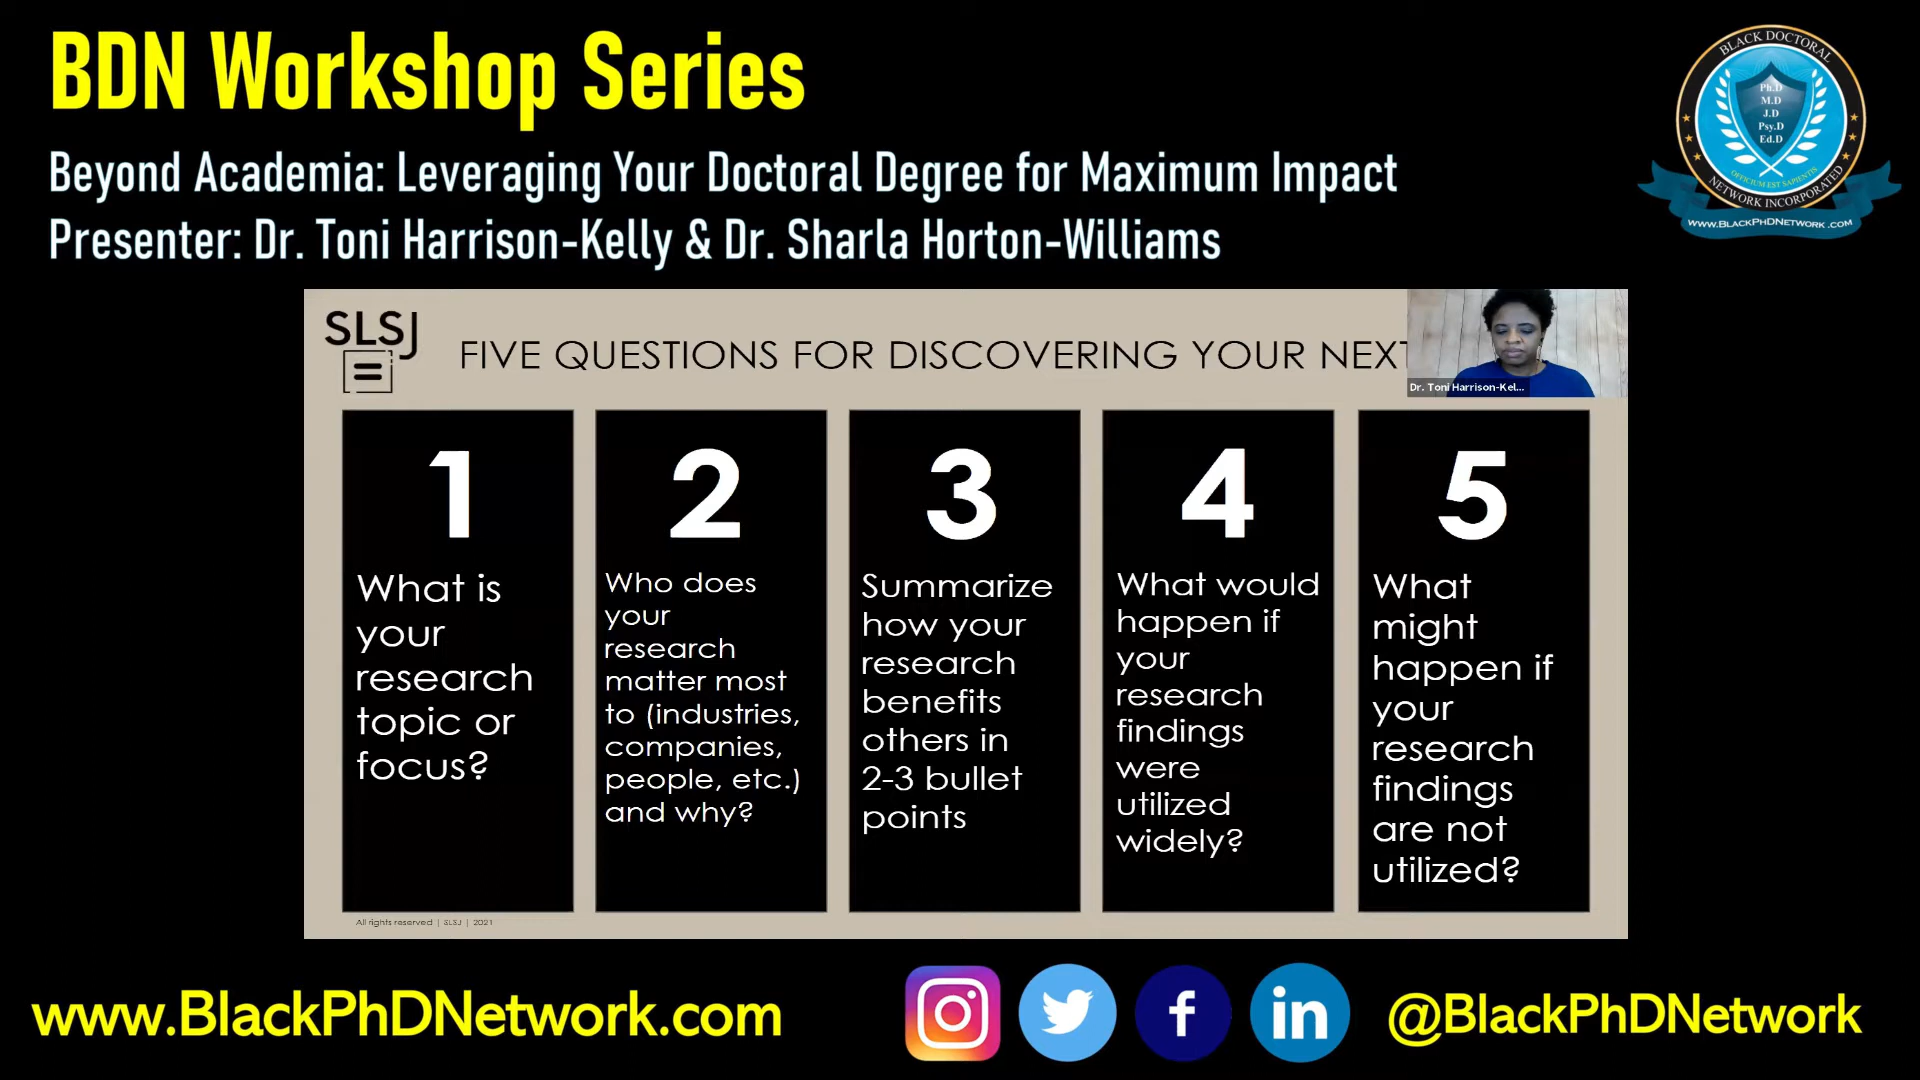 BDN Workshop Series
Beyond Academia: Leveraging Your Doctoral Degree for Maximum Impact
Presenter: Dr. Toni Harrison-Kelly & Dr. Sharla Horton-Williams
BLACK DOCTORAL
Ph.D
M.D
J.D
Psy.D
Ed.D
OFFICIUM EST SAPIENTIS
NETWORK INCORPORATED
www.BlackPhDNetwork.com
SLSJ
=
FIVE QUESTIONS FOR DISCOVERING YOUR NEXT
Dr. Toni Harrison-Kel...
1
What is
your
research
topic or
focus?
2
Who does
your
research
matter most
to (industries,
companies,
people, etc.)
and why?
3
Summarize
how your
research
benefits
others in
2-3 bullet
points
4
What would
happen if
your
research
findings
were
utilized
widely?
5
What
might
happen if
your
research
findings
are not
utilized?
All rights reserved | SLSJ | 2021
www.BlackPhDNetwork.com
f
in
@BlackPhDNetwork